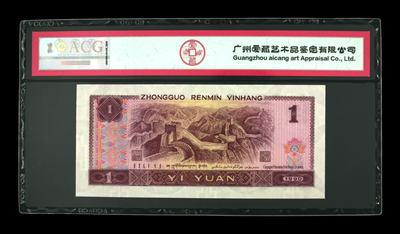 ACG
广州爱藏艺术品鉴定有限公司
Guangzhou aicang art Appraisal Co., Ltd.
ZHONGGUO RENMIN YINHANG
1
1
YI YUAN
1990